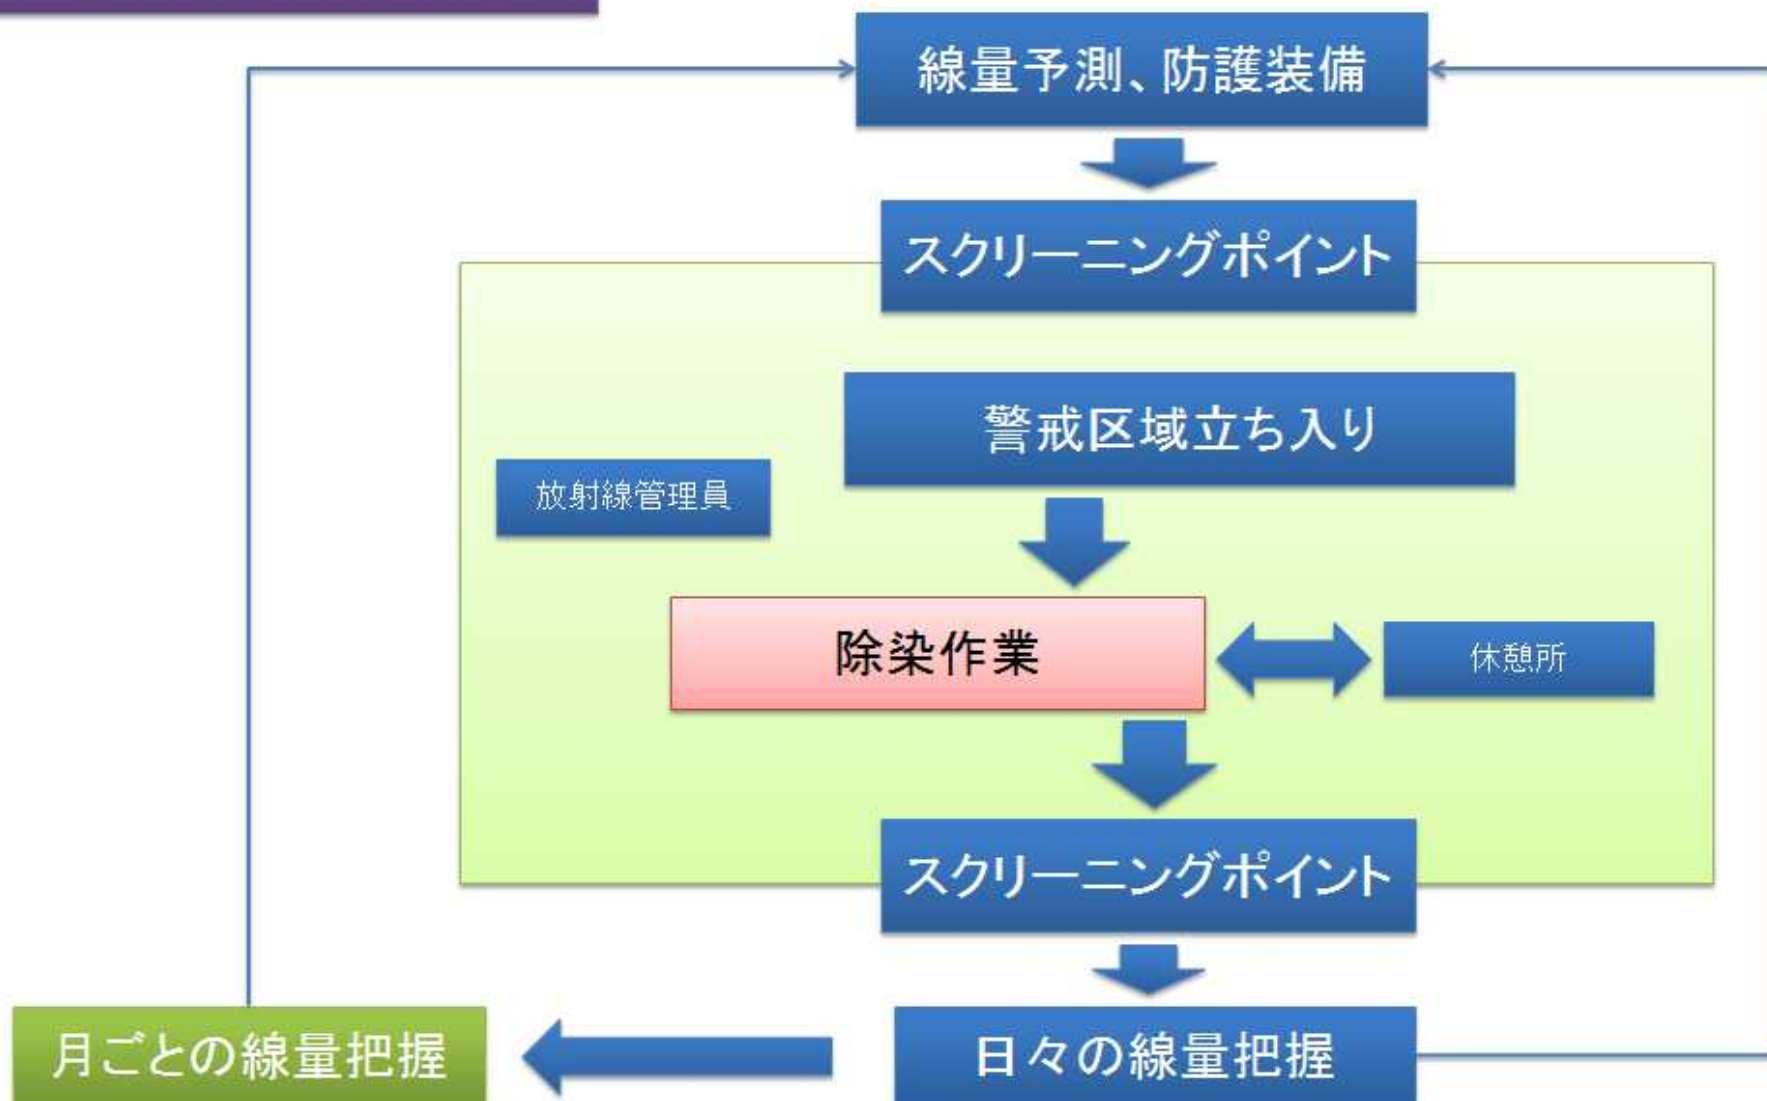 線量予測、防護装備
スクリーニングポイント
警戒区域立ち入り
放射線管理員
除染作業
休憩所
スクリーニングポイント
月ごとの線量把握
日々の線量把握